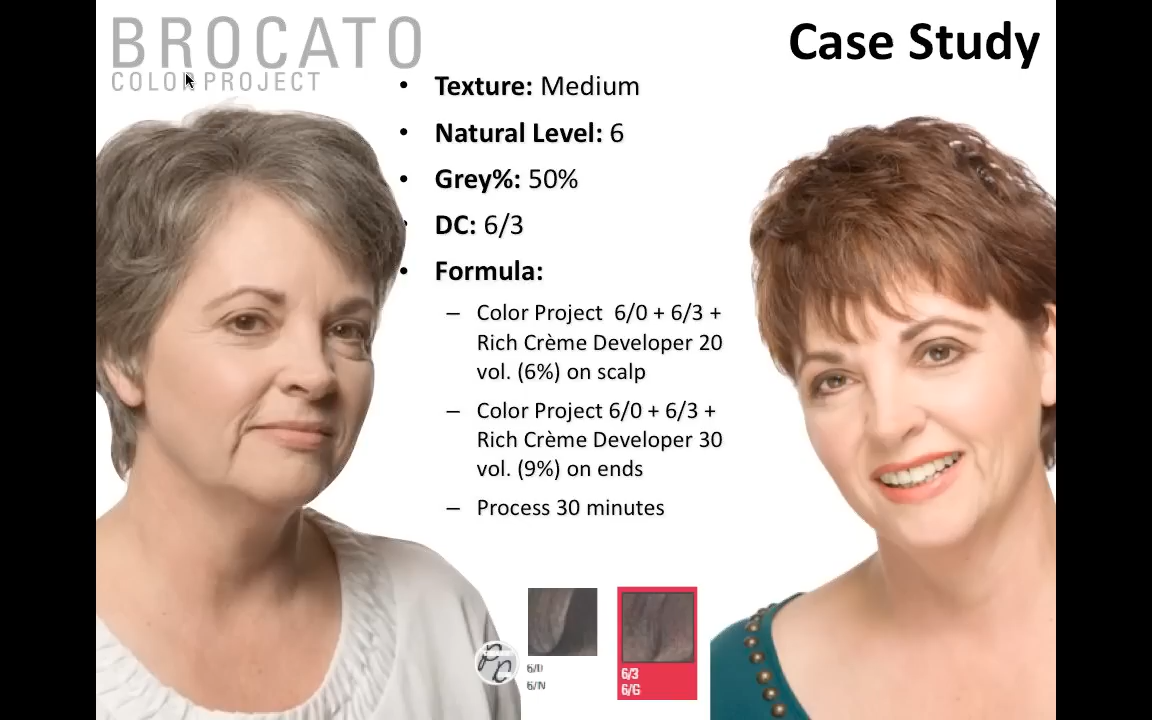 BROCATO
COLOR PROJECT
Case Study
• Texture: Medium
• Natural Level: 6
• Grey%: 50%
• DC: 6/3
• Formula:
– Color Project 6/0 + 6/3 +
Rich Crème Developer 20
vol. (6%) on scalp
– Color Project 6/0 + 6/3 +
Rich Crème Developer 30
vol. (9%) on ends
– Process 30 minutes
PC
6/0
6/N
6/3
6/G